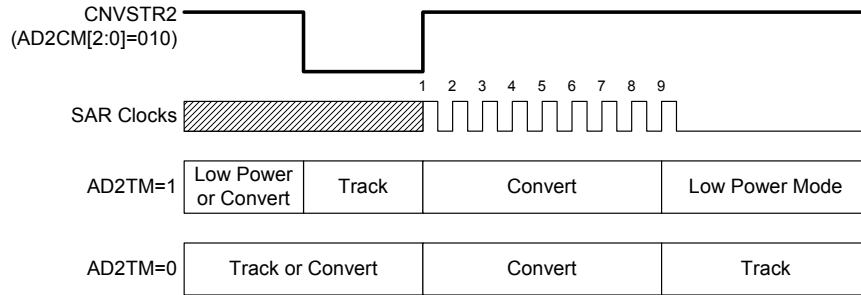 CNVSTR2
(AD2CM[2:0]=010)
1 2 3 4 5 6 7 8 9
SAR Clocks
AD2TM=1
Low Power
or Convert
Track
Convert
Low Power Mode
AD2TM=0
Track or Convert
Convert
Track